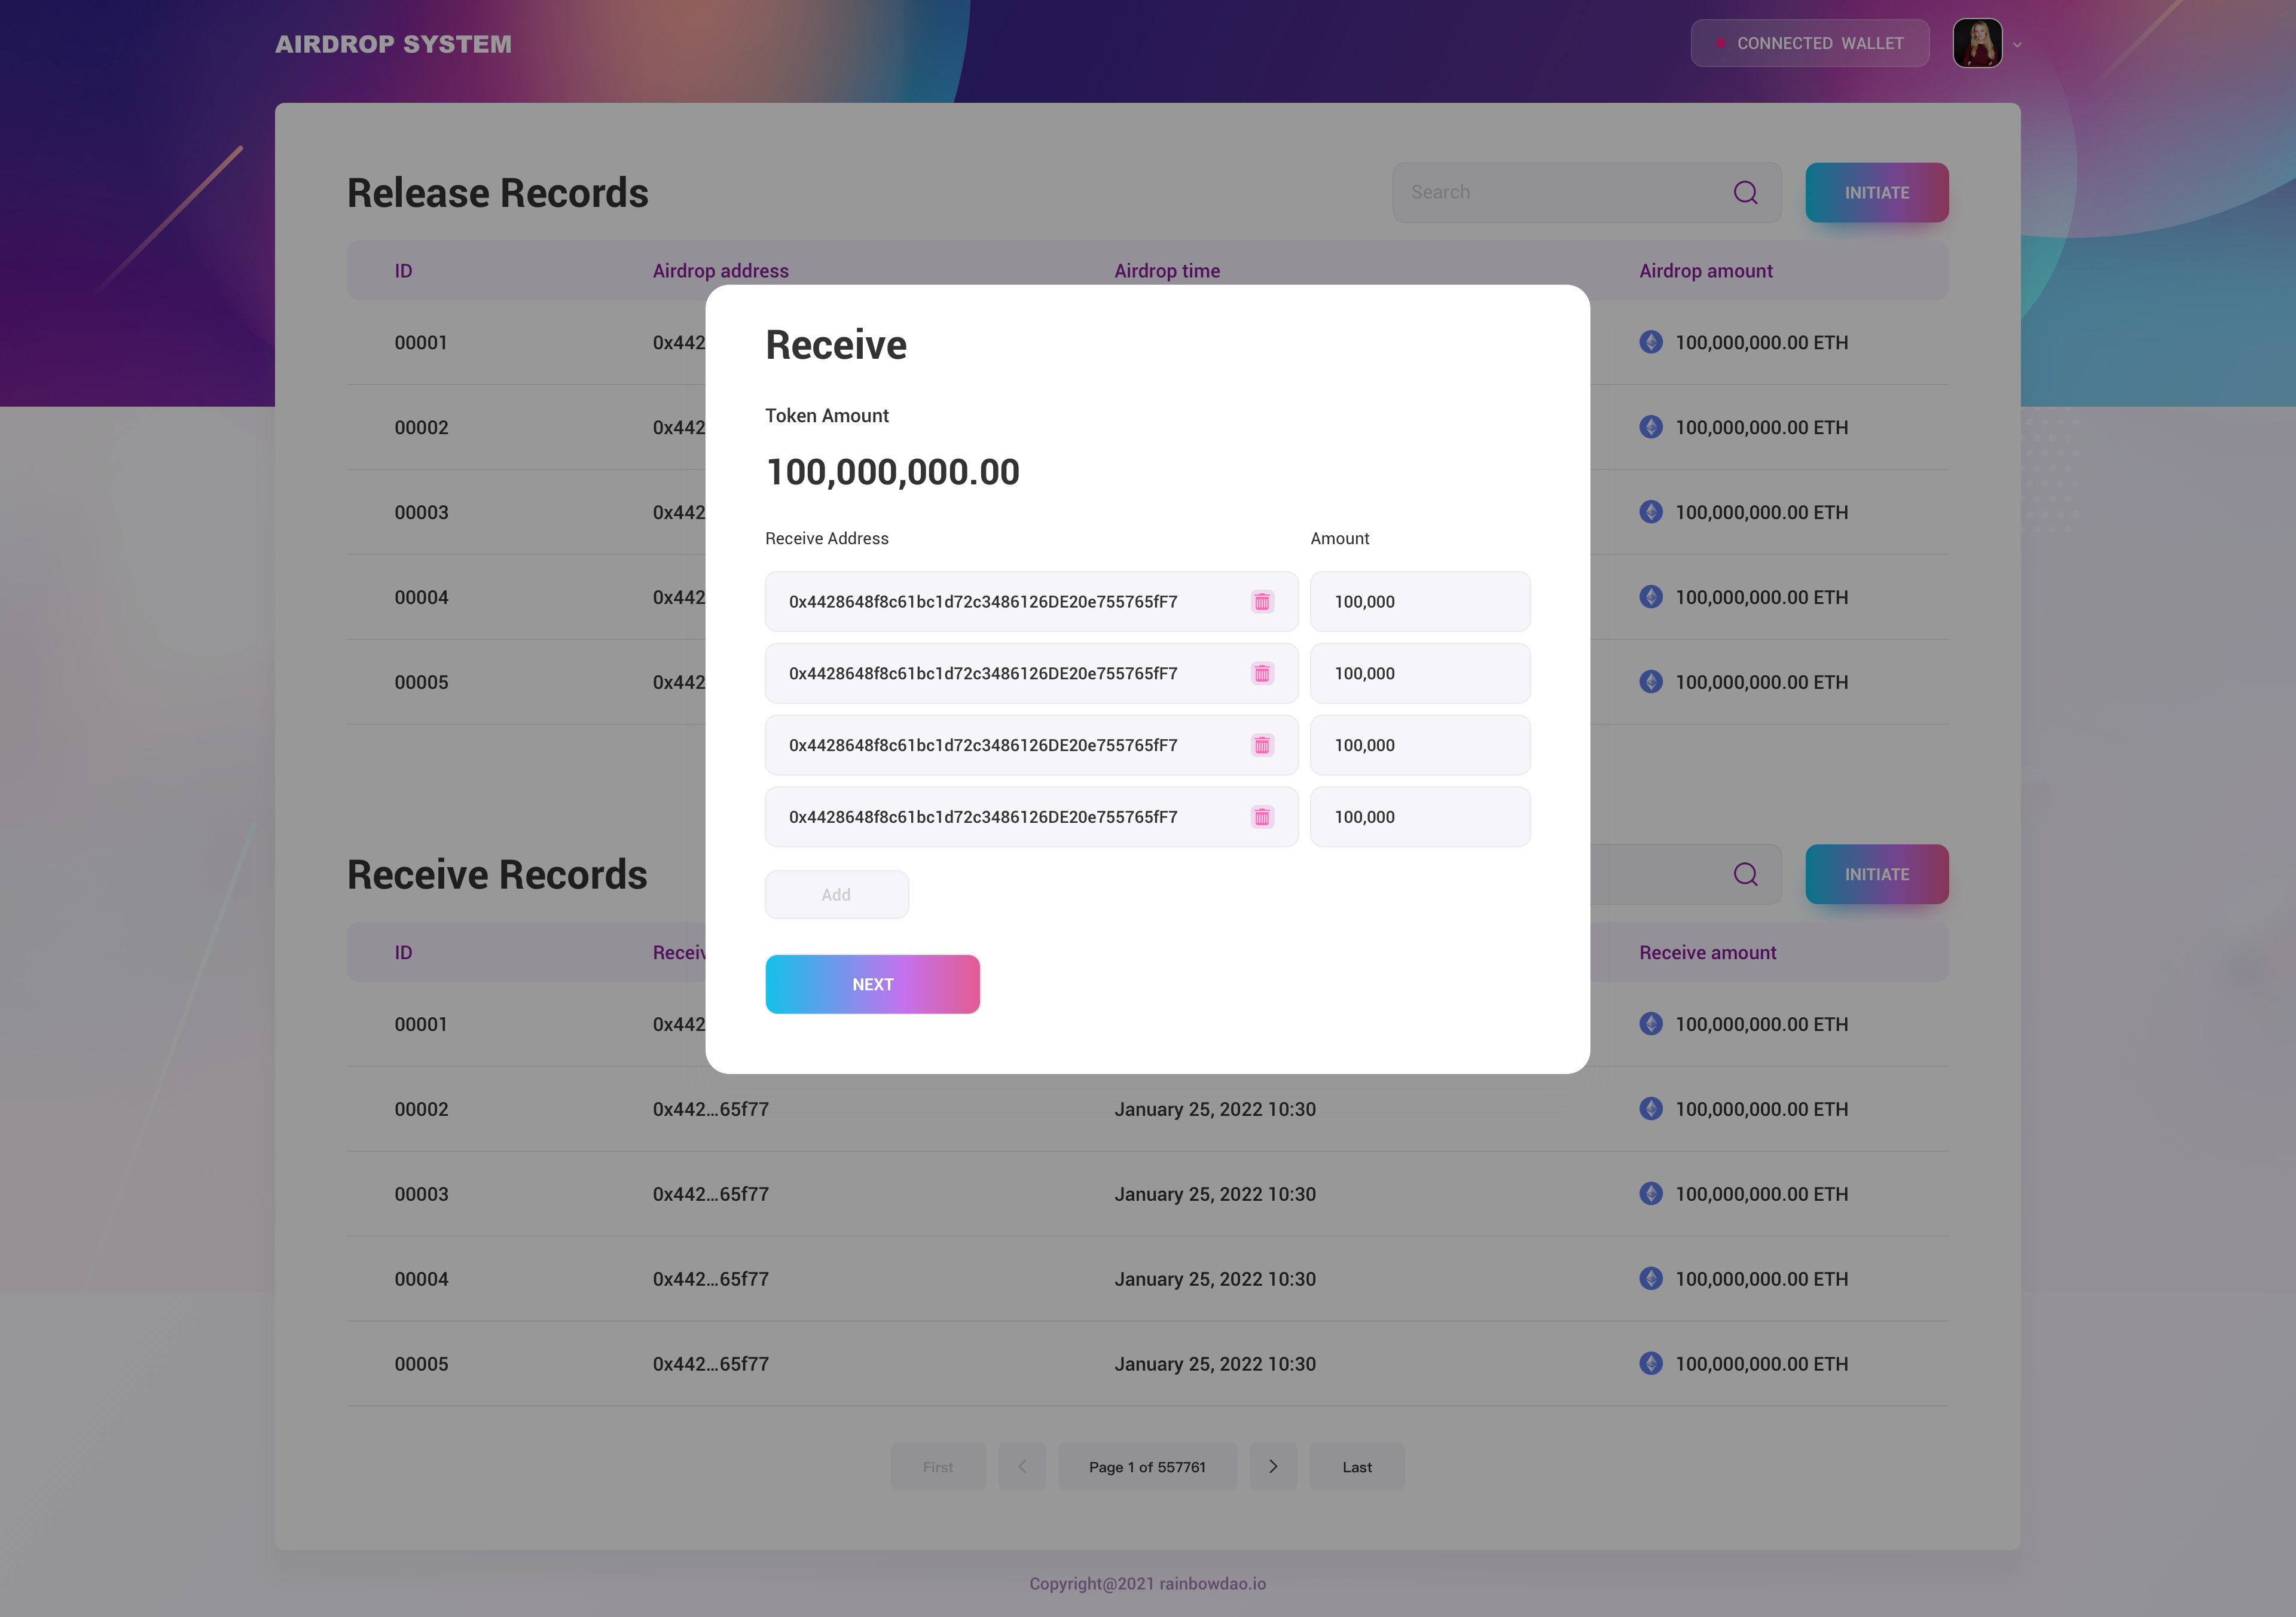 AIRDROP SYSTEM
CONNECTED WALLET
Release Records
Search
INITIATE
ID Airdrop address Airdrop time Airdrop amount
00001 0x442 100,000,000.00 ETH
00002 0x442 100,000,000.00 ETH
00003 0x442 100,000,000.00 ETH
00004 0x442 100,000,000.00 ETH
00005 0x442 100,000,000.00 ETH
Receive
Token Amount
100,000,000.00
Receive Address Amount
0x4428648f8c61bc1d72c3486126DE20e755765fF7 100,000
0x4428648f8c61bc1d72c3486126DE20e755765fF7 100,000
0x4428648f8c61bc1d72c3486126DE20e755765fF7 100,000
0x4428648f8c61bc1d72c3486126DE20e755765fF7 100,000
Add
NEXT
Receive Records
INITIATE
ID Receiv Receive amount
00001 0x442 100,000,000.00 ETH
00002 0x442...65f77 January 25, 2022 10:30 100,000,000.00 ETH
00003 0x442...65f77 January 25, 2022 10:30 100,000,000.00 ETH
00004 0x442...65f77 January 25, 2022 10:30 100,000,000.00 ETH
00005 0x442...65f77 January 25, 2022 10:30 100,000,000.00 ETH
First < Page 1 of 557761 > Last
Copyright@2021 rainbowdao.io